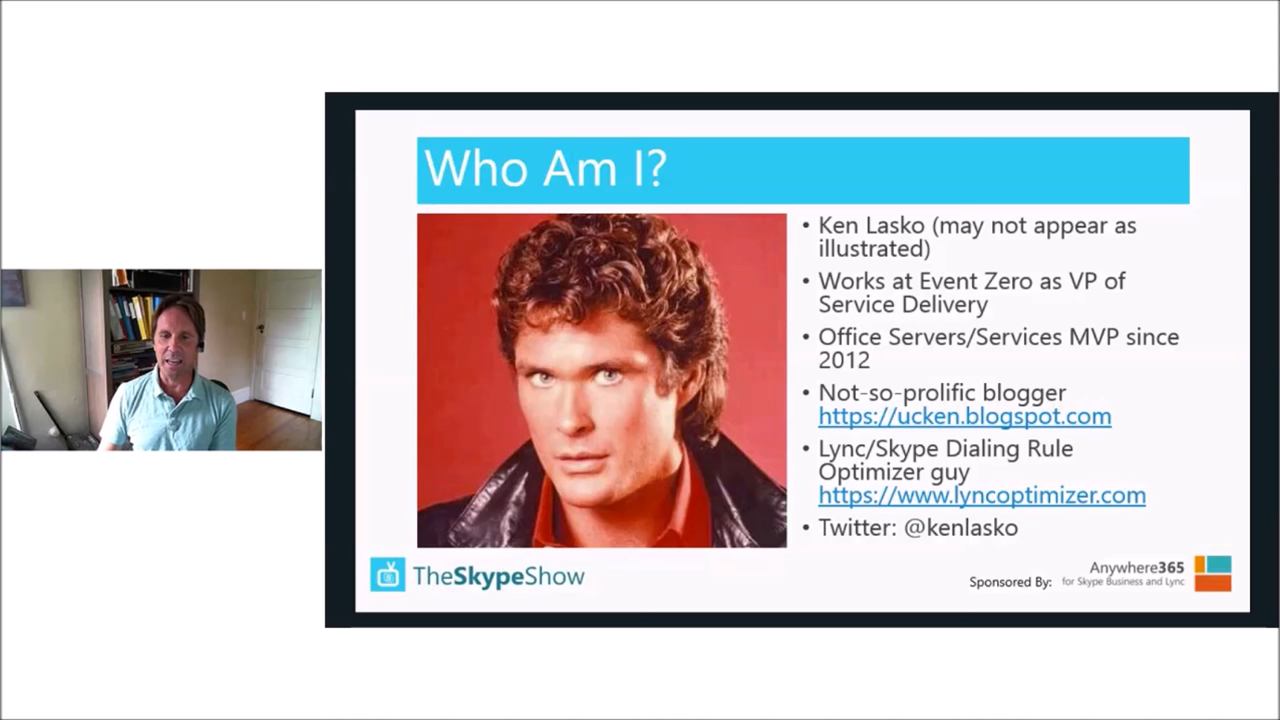 Who Am I?
• Ken Lasko (may not appear as
illustrated)
• Works at Event Zero as VP of
Service Delivery
• Office Servers/Services MVP since
2012
• Not-so-prolific blogger
https://ucken.blogspot.com
• Lync/Skype Dialing Rule
Optimizer guy
https://www.lyncoptimizer.com
• Twitter: @kenlasko
TheSkypeShow
Sponsored By:
Anywhere365
for Skype Business and Lync